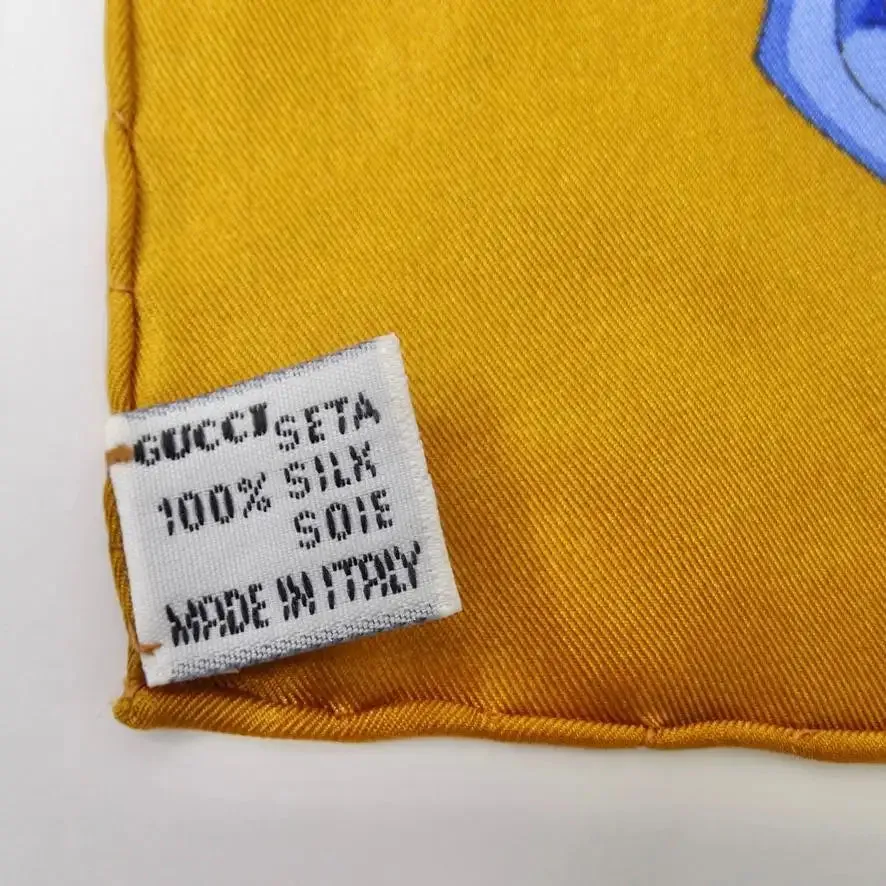 GUCCI SETA
100% SILK
SOIE
MADE IN ITALY